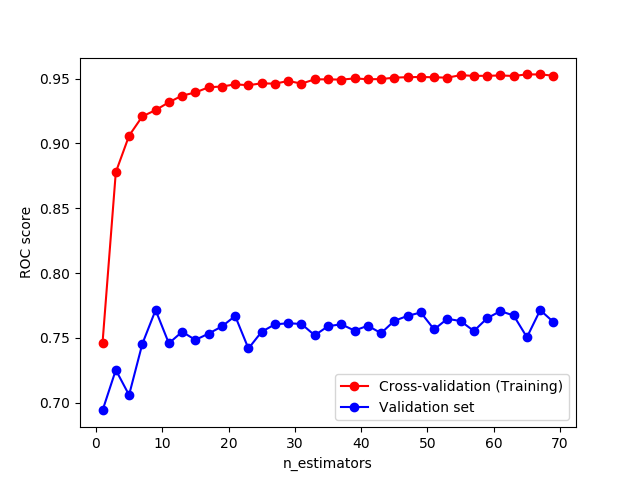 0.95
0.90
0.85
0.80
0.75
0.70
ROC score
0 10 20 30 40 50 60 70
n_estimators
Cross-validation (Training)
Validation set